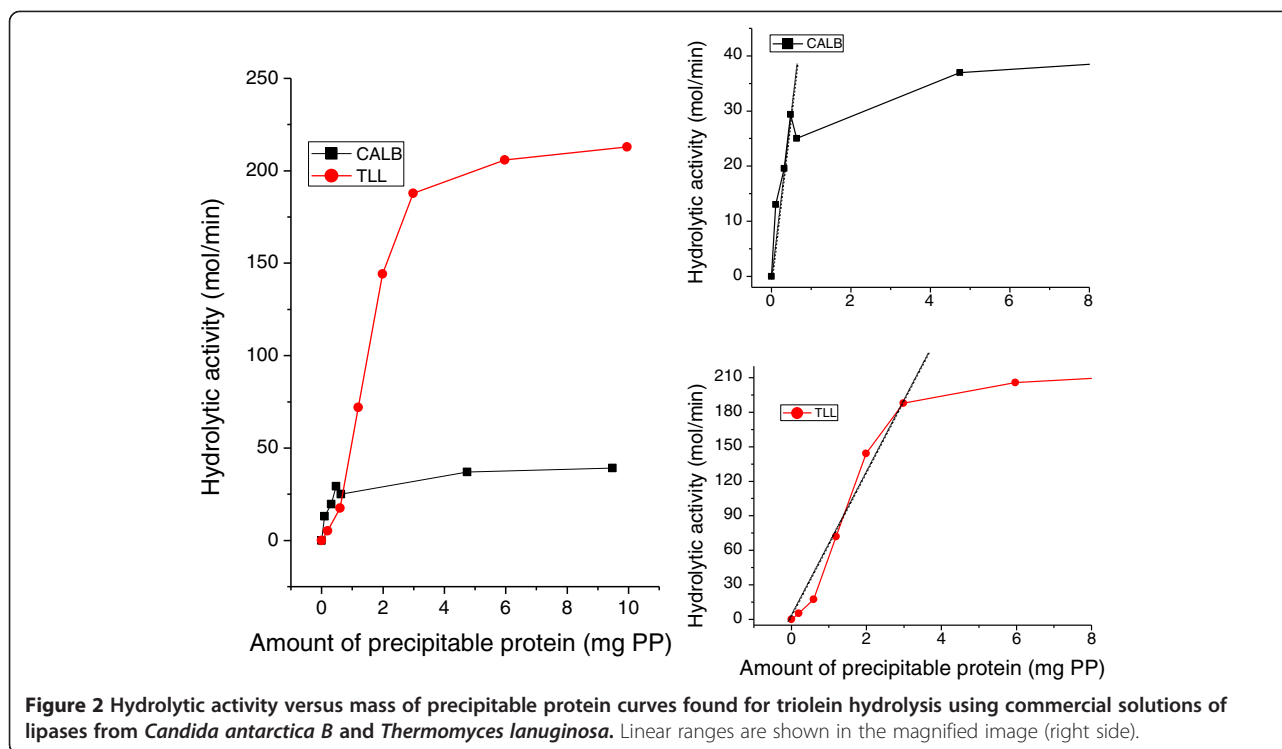 250
200
150
100
50
0
Hydrolytic activity (mol/min)
CALB
TLL
0 2 4 6 8 10
Amount of precipitable protein (mg PP)
CALB
40
30
20
10
0
Hydrolytic activity (mol/min)
0 2 4 6 8
210
180
150
120
90
60
30
0
Hydrolytic activity (mol/min)
TLL
0 2 4 6 8
Amount of precipitable protein (mg PP)
Figure 2 Hydrolytic activity versus mass of precipitable protein curves found for triolein hydrolysis using commercial solutions of
lipases from Candida antarctica B and Thermomyces lanuginosa. Linear ranges are shown in the magnified image (right side).